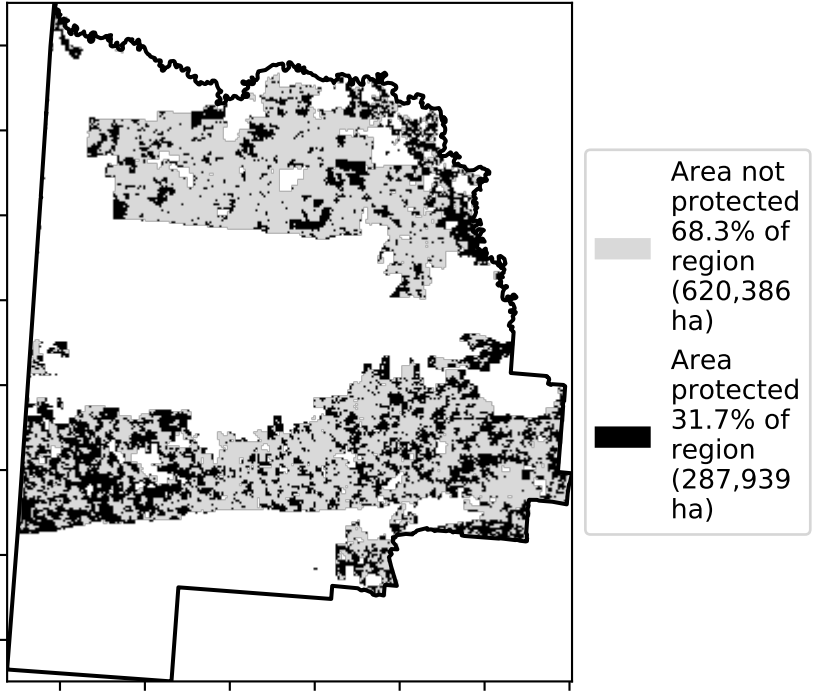 Area not
protected
68.3% of
region
(620,386
ha)
Area
protected
31.7% of
region
(287,939
ha)